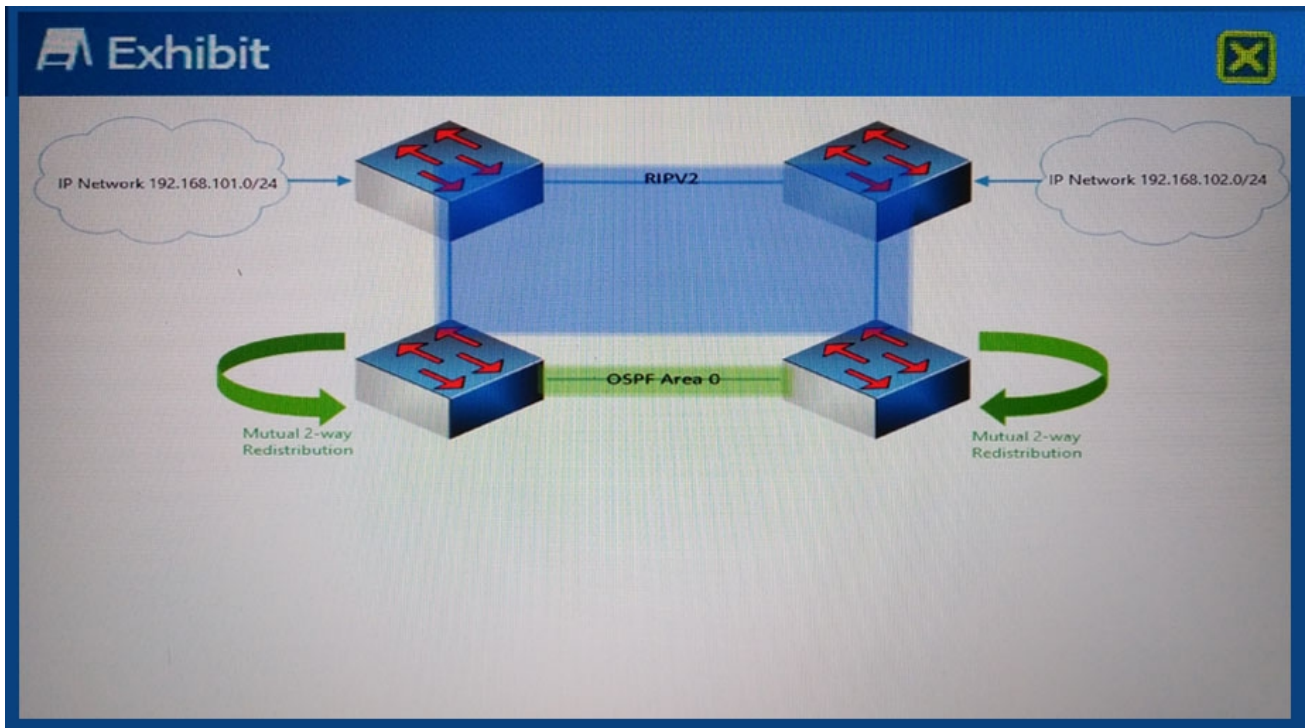 Exhibit
IP Network 192.168.101.0/24
RIPV2
IP Network 192.168.102.0/24
OSPF Area 0
Mutual 2-way
Redistribution
Mutual 2-way
Redistribution